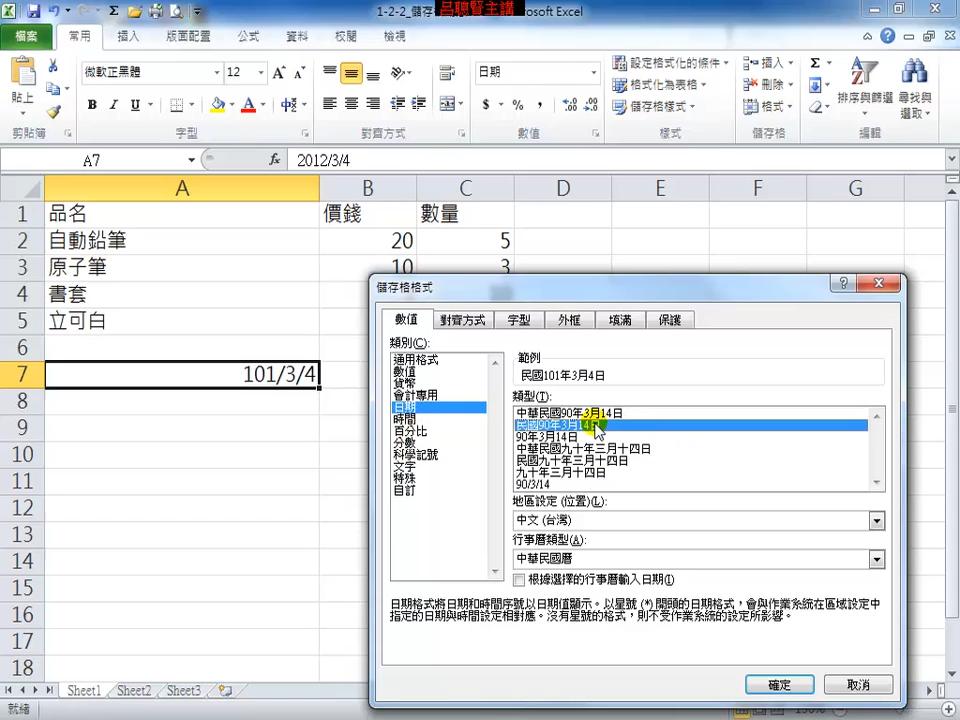 1-2-2_儲存 呂聰賢主講 rosoft Excel
檔案 常用 插入 版面配置 公式 資料 校閱 檢視
貼上 微軟正黑體 12 日期 設定格式化的條件 插入 Σ
B I U $ % , 格式化為表格 刪除 排序與篩選 尋找與選取
儲存格樣式 格式
剪貼簿 字型 對齊方式 數值 樣式 儲存格 編輯
A7 fx 2012/3/4
A B C D E F G
1 品名 價錢 數量
2 自動鉛筆 20 5
3 原子筆 10 3
4 書套
5 立可白
6
7 101/3/4
8
9
10
11
12
13
14
15
16
17
18
儲存格格式
數值 對齊方式 字型 外框 填滿 保護
類別(C):
通用格式
數值
貨幣
會計專用
日期
時間
百分比
分數
科學記號
文字
特殊
自訂
範例
民國101年3月4日
類型(T):
中華民國90年3月14日
民國90年3月14日
90年3月14日
中華民國九十年三月十四日
民國九十年三月十四日
九十年三月十四日
90/3/14
地區設定 (位置)(L):
中文 (台灣)
行事曆類型(A):
中華民國曆
根據選擇的行事曆輸入日期(I)
日期格式將日期和時間序號以日期值顯示。以星號 (*) 開頭的日期格式，會與作業系統在區域設定中
指定的日期與時間設定相對應。沒有星號的格式，則不受作業系統的設定所影響。
確定 取消
Sheet1 Sheet2 Sheet3
就緒